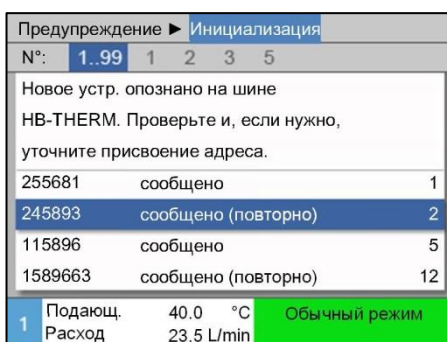 Предупреждение ► Инициализация
N°: 1..99 1 2 3 5
Новое устр. опознано на шине
HB-THERM. Проверьте и, если нужно,
уточните присвоение адреса.
255681 сообщено 1
245893 сообщено (повторно) 2
115896 сообщено 5
1589663 сообщено (повторно) 12
1 Подающ. 40.0 °C Обычный режим
Расход 23.5 L/min